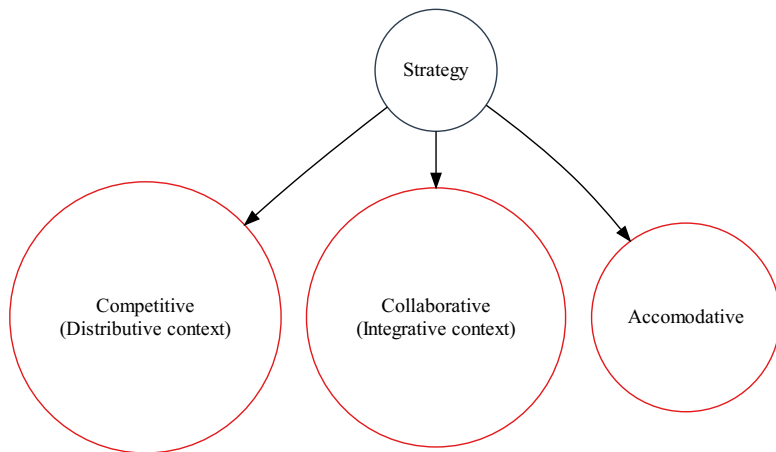 Strategy
Competitive
(Distributive context)
Collaborative
(Integrative context)
Accomodative